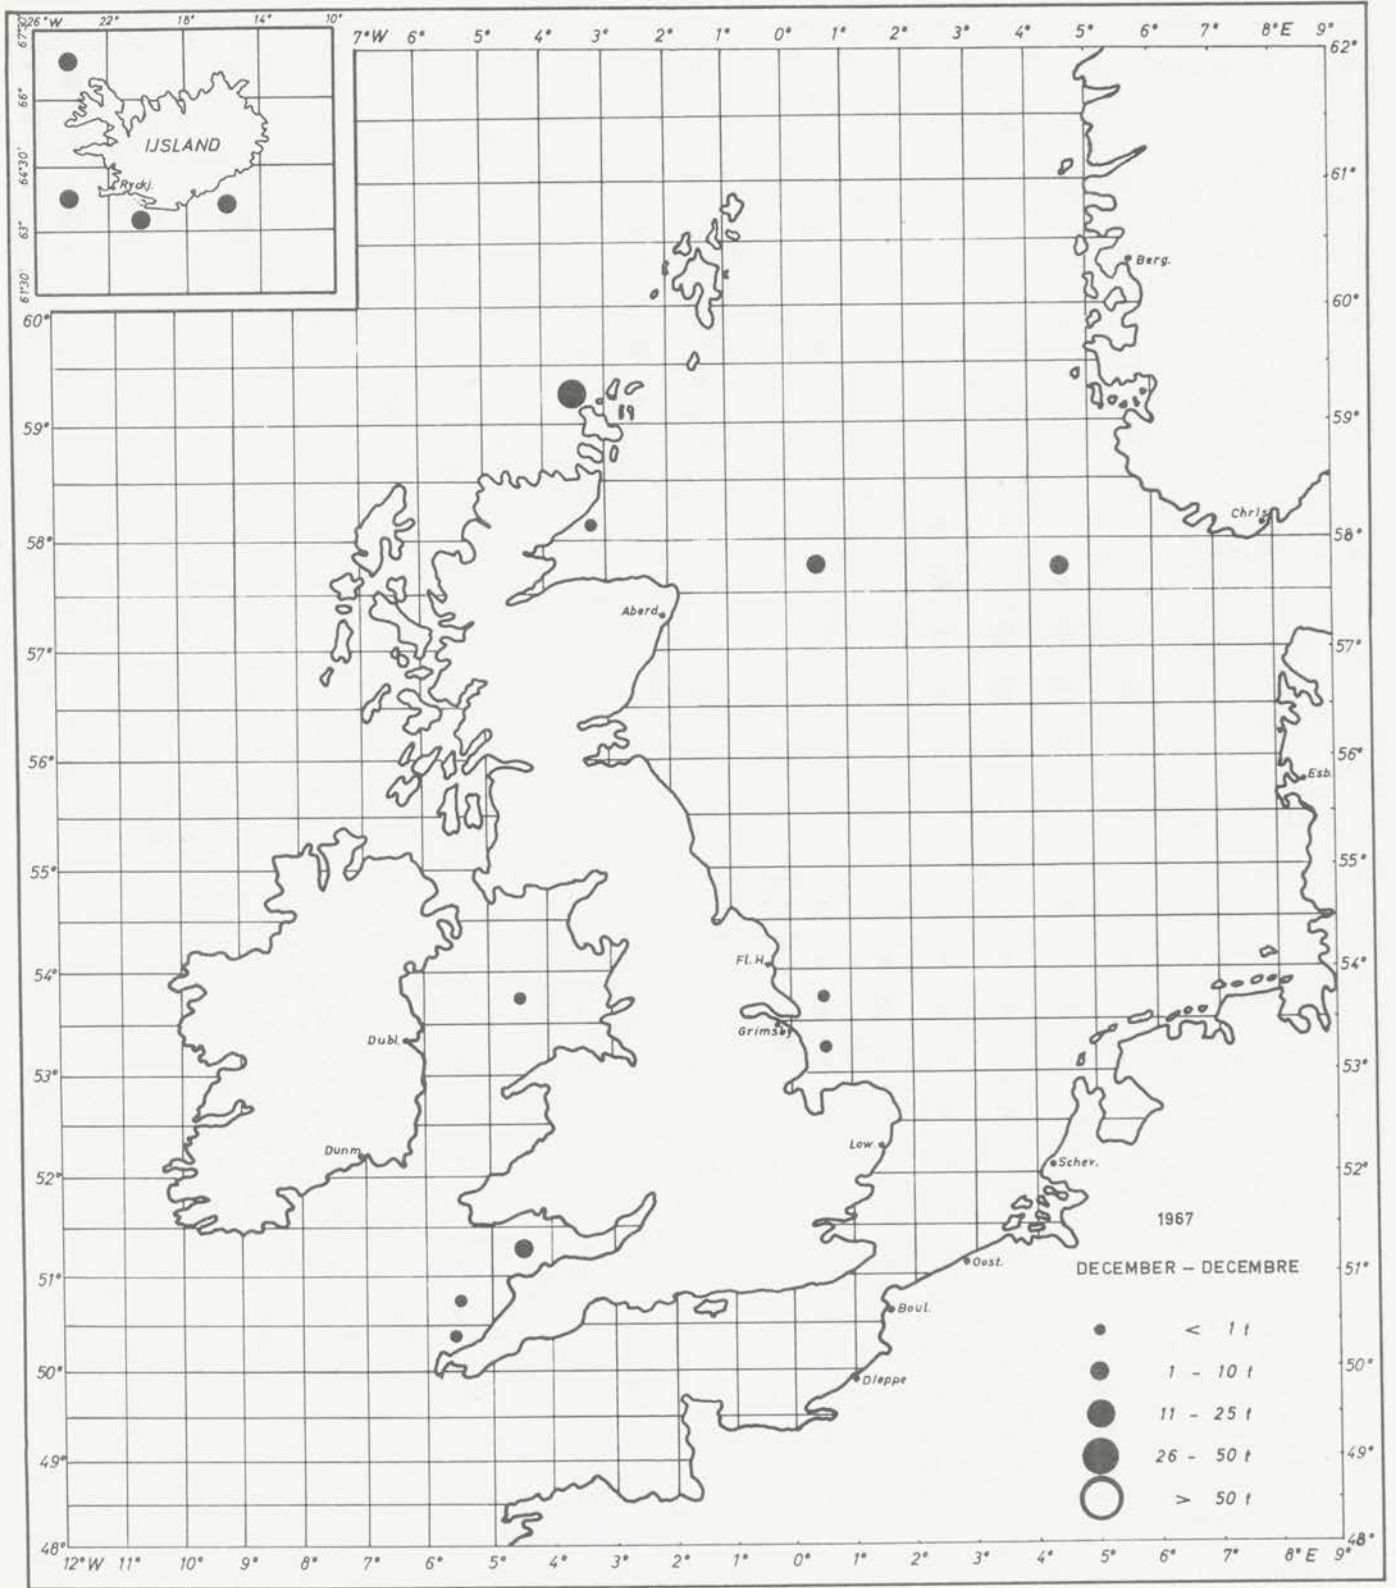 26°W 22° 18° 14° 10°
67°30'
66°
64°30'
63°
61°30'
IJSLAND
Ryckj.
7°W 6° 5° 4° 3° 2° 1° 0° 1° 2° 3° 4° 5° 6° 7° 8°E 9°
62°
61°
Berg.
60° 60°
59° 59°
Chris
58° 58°
Aberd.
57° 57°
56° 56°
Esb.
55° 55°
54° 54°
Fl.H.
Grimsby
Dubl.
53° 53°
Low.
Dunm.
52° 52°
Schev.
1967
Oost.
51° 51°
DECEMBER – DECEMBRE
Boul.
< 1 t
50° 50°
Dieppe
1 - 10 t
11 - 25 t
49° 49°
26 - 50 t
> 50 t
48° 48°
12°W 11° 10° 9° 8° 7° 6° 5° 4° 3° 2° 1° 0° 1° 2° 3° 4° 5° 6° 7° 8°E 9°